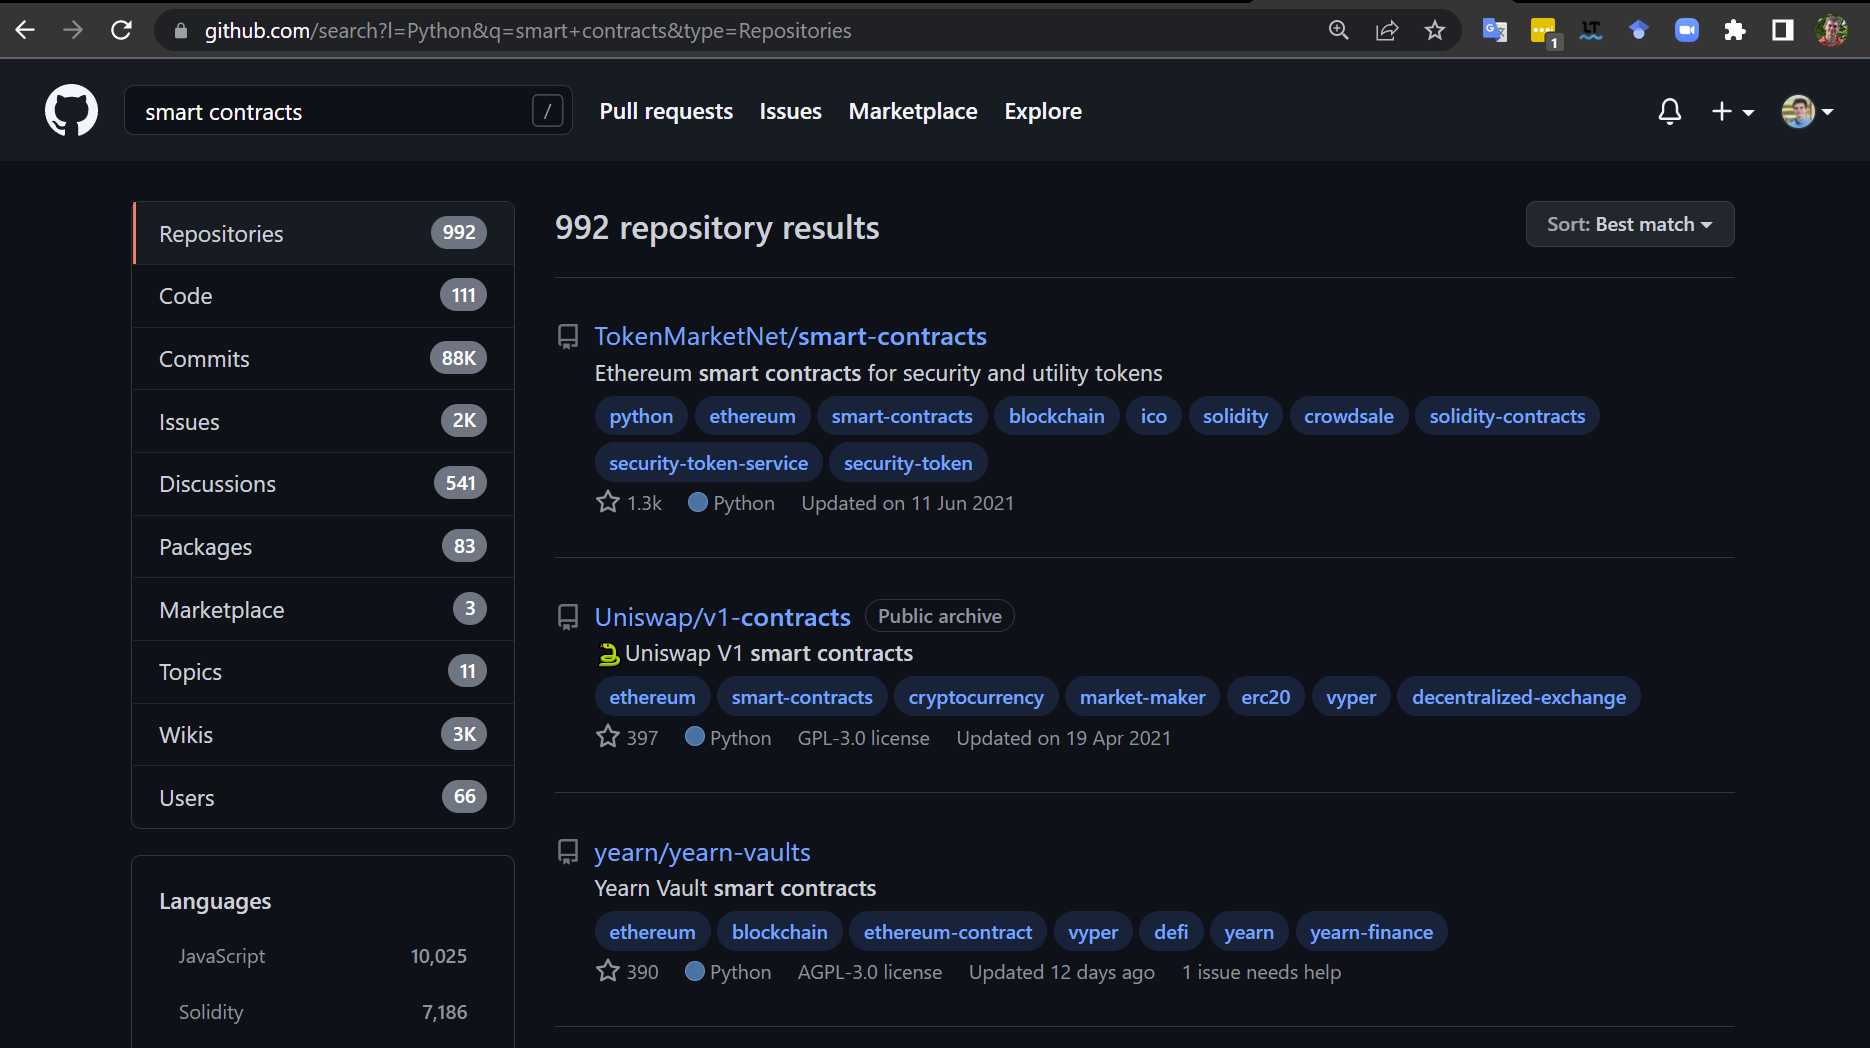 github.com/search?l=Python&q=smart+contracts&type=Repositories
1
smart contracts
/
Pull requests
Issues
Marketplace
Explore
Repositories 992
Code 111
Commits 88K
Issues 2K
Discussions 541
Packages 83
Marketplace 3
Topics 11
Wikis 3K
Users 66
Languages
JavaScript 10,025
Solidity 7,186
992 repository results
Sort: Best match
TokenMarketNet/smart-contracts
Ethereum smart contracts for security and utility tokens
python ethereum smart-contracts blockchain ico solidity crowdsale solidity-contracts
security-token-service security-token
1.3k Python Updated on 11 Jun 2021
Uniswap/v1-contracts Public archive
Uniswap V1 smart contracts
ethereum smart-contracts cryptocurrency market-maker erc20 vyper decentralized-exchange
397 Python GPL-3.0 license Updated on 19 Apr 2021
yearn/yearn-vaults
Yearn Vault smart contracts
ethereum blockchain ethereum-contract vyper defi yearn yearn-finance
390 Python AGPL-3.0 license Updated 12 days ago 1 issue needs help